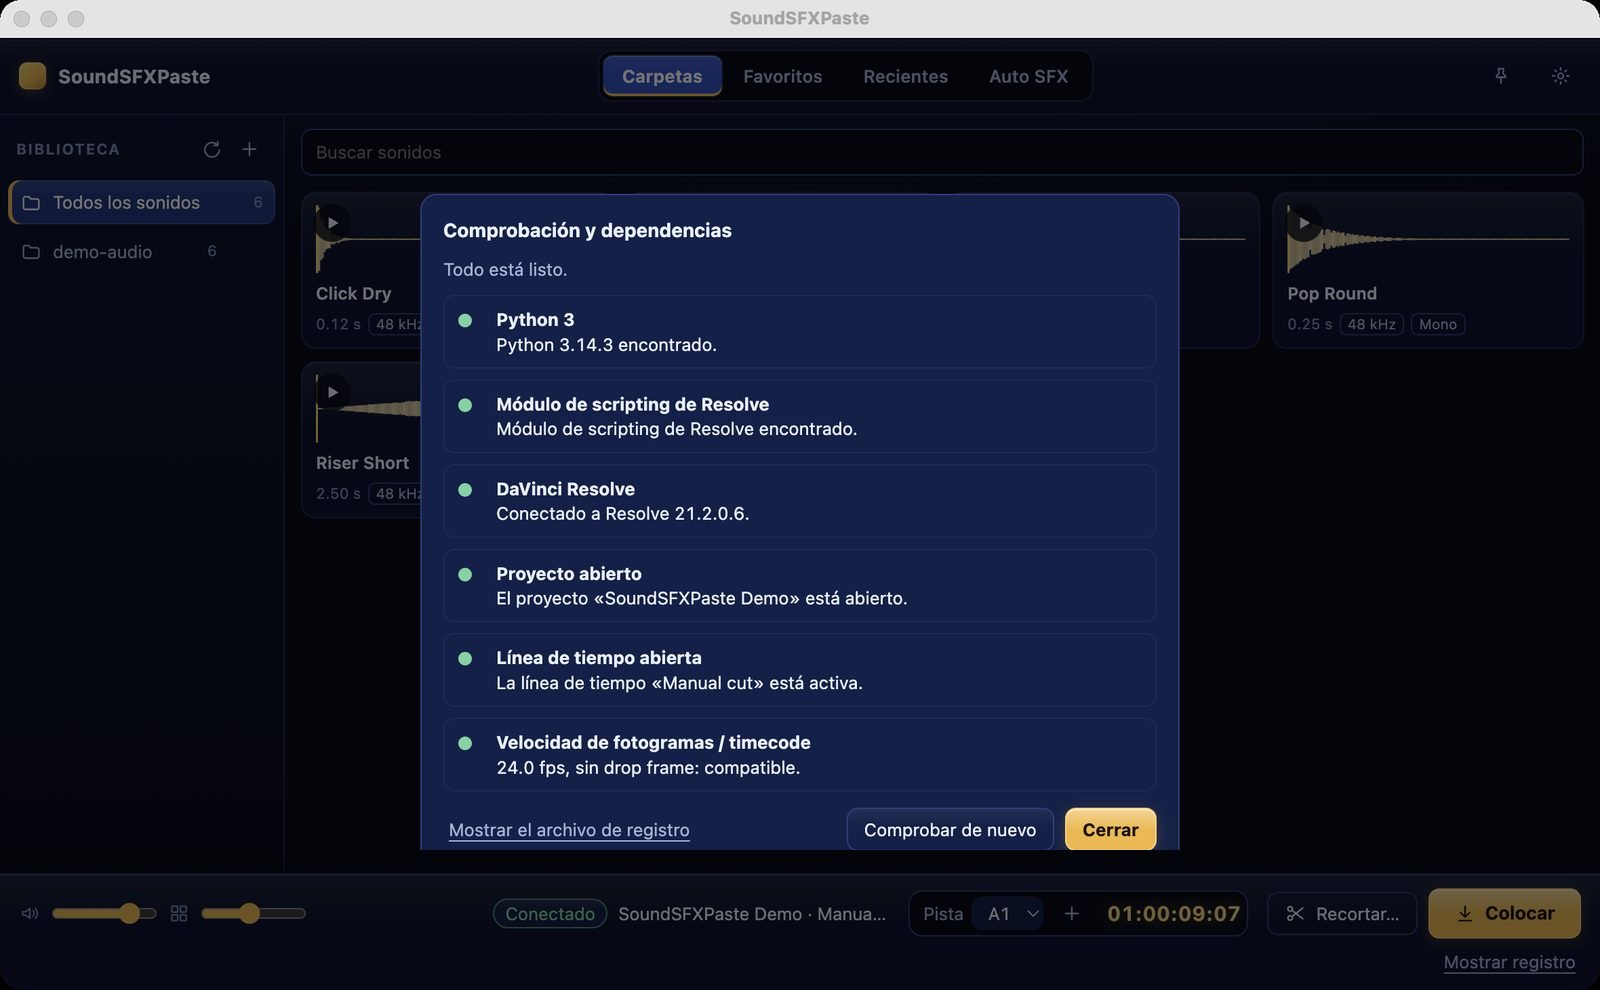 SoundSFXPaste
SoundSFXPaste
Carpetas
Favoritos
Recientes
Auto SFX
BIBLIOTECA
Todos los sonidos 6
demo-audio 6
Buscar sonidos
Click Dry
0.12 s 48 kHz
Pop Round
0.25 s 48 kHz Mono
Riser Short
2.50 s 48 kHz
Comprobación y dependencias
Todo está listo.
Python 3
Python 3.14.3 encontrado.
Módulo de scripting de Resolve
Módulo de scripting de Resolve encontrado.
DaVinci Resolve
Conectado a Resolve 21.2.0.6.
Proyecto abierto
El proyecto «SoundSFXPaste Demo» está abierto.
Línea de tiempo abierta
La línea de tiempo «Manual cut» está activa.
Velocidad de fotogramas / timecode
24.0 fps, sin drop frame: compatible.
Mostrar el archivo de registro
Comprobar de nuevo
Cerrar
Conectado
SoundSFXPaste Demo · Manua...
Pista A1
01:00:09:07
Recortar...
Colocar
Mostrar registro